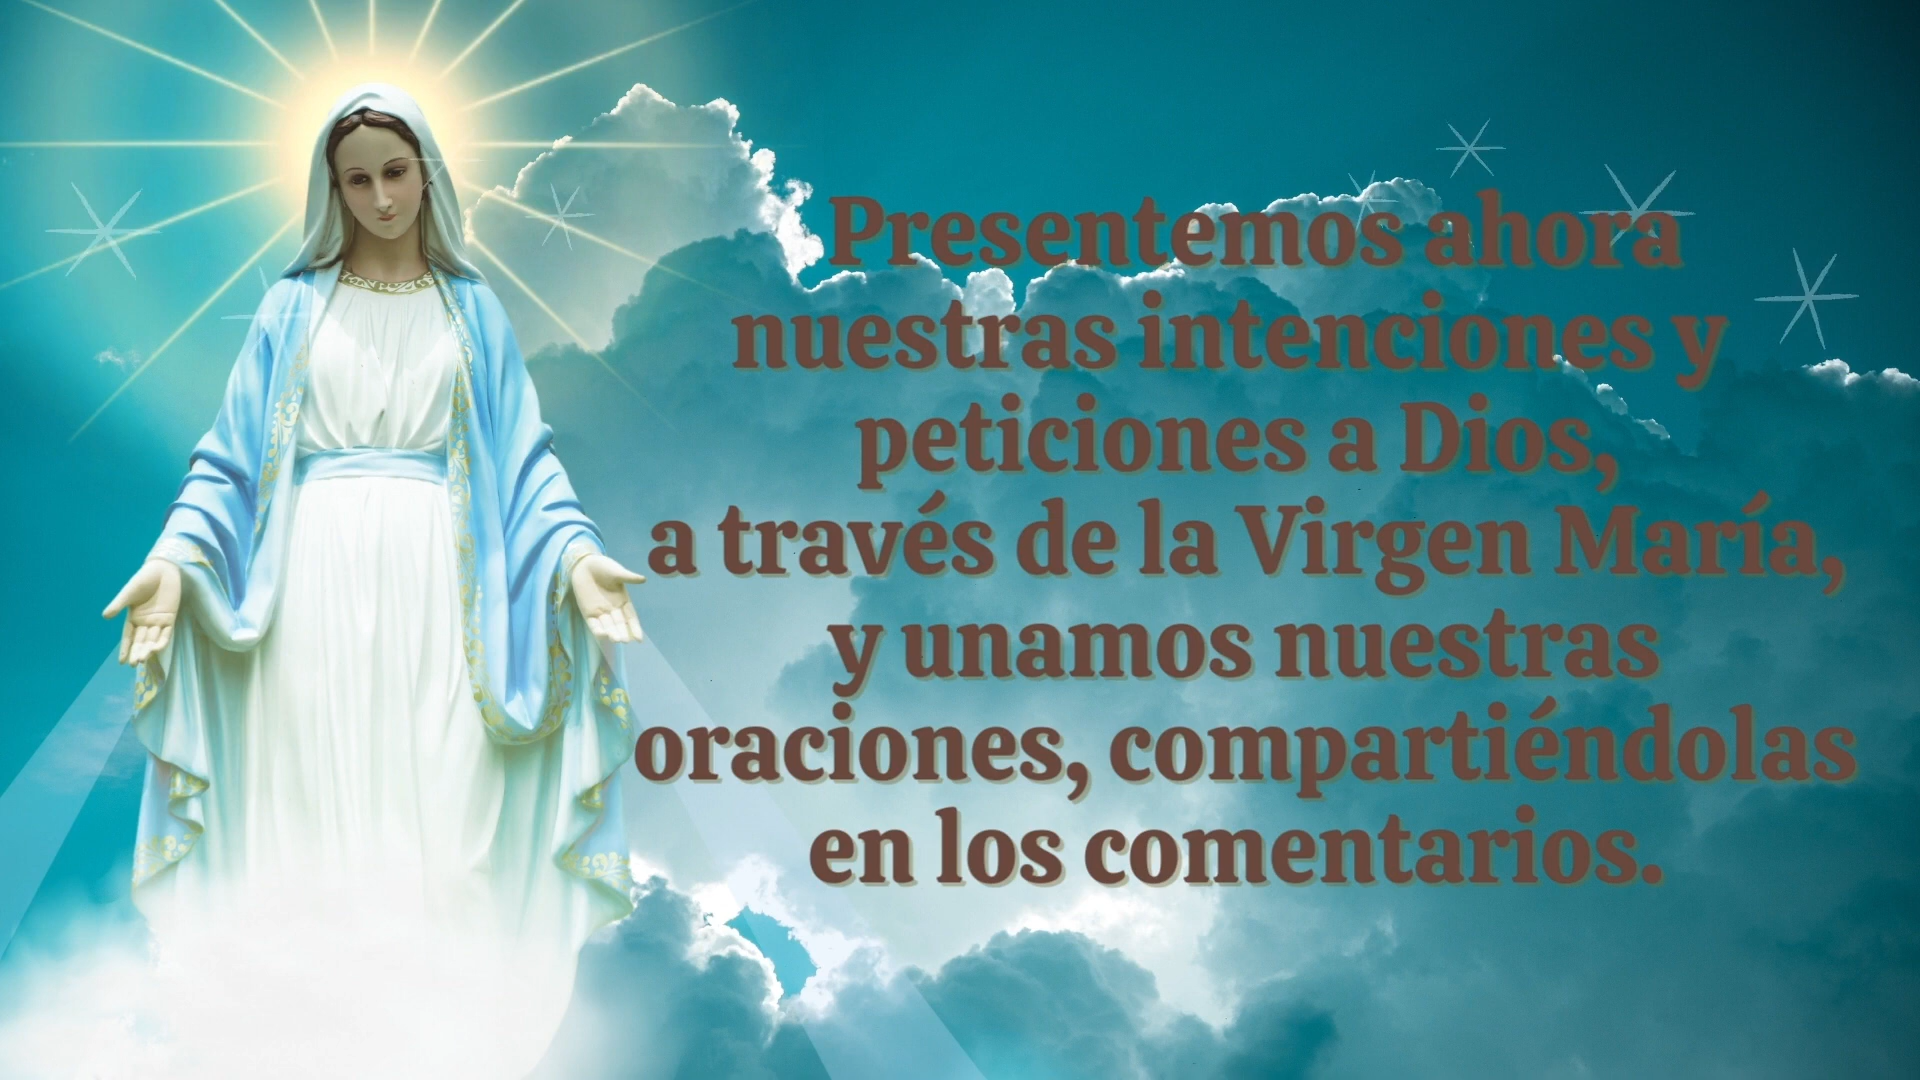 Presentemos ahora
nuestras intenciones y
peticiones a Dios,
a través de la Virgen María,
y unamos nuestras
oraciones, compartiéndolas
en los comentarios.